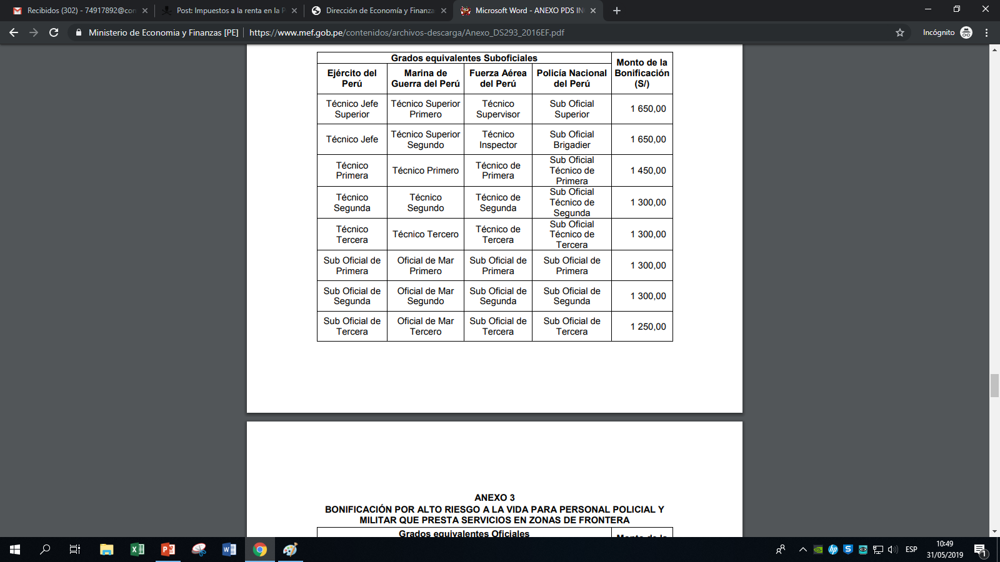 Recibidos (302) - 74917892@con
Post: Impuestos a la renta en la P
Dirección de Economía y Finanza
Microsoft Word - ANEXO PDS IN
Ministerio de Economia y Finanzas [PE]
https://www.mef.gob.pe/contenidos/archivos-descarga/Anexo_DS293_2016EF.pdf
Incógnito
Grados equivalentes Suboficiales
Monto de la
Bonificación
(S/)
Ejército del
Perú
Marina de
Guerra del Perú
Fuerza Aérea
del Perú
Policía Nacional
del Perú
Técnico Jefe
Superior
Técnico Superior
Primero
Técnico
Supervisor
Sub Oficial
Superior
1 650,00
Técnico Jefe
Técnico Superior
Segundo
Técnico
Inspector
Sub Oficial
Brigadier
1 650,00
Técnico
Primera
Técnico Primero
Técnico de
Primera
Sub Oficial
Técnico de
Primera
1 450,00
Técnico
Segunda
Técnico
Segundo
Técnico de
Segunda
Sub Oficial
Técnico de
Segunda
1 300,00
Técnico
Tercera
Técnico Tercero
Técnico de
Tercera
Sub Oficial
Técnico de
Tercera
1 300,00
Sub Oficial de
Primera
Oficial de Mar
Primero
Sub Oficial de
Primera
Sub Oficial de
Primera
1 300,00
Sub Oficial de
Segunda
Oficial de Mar
Segundo
Sub Oficial de
Segunda
Sub Oficial de
Segunda
1 300,00
Sub Oficial de
Tercera
Oficial de Mar
Tercero
Sub Oficial de
Tercera
Sub Oficial de
Tercera
1 250,00
ANEXO 3
BONIFICACIÓN POR ALTO RIESGO A LA VIDA PARA PERSONAL POLICIAL Y
MILITAR QUE PRESTA SERVICIOS EN ZONAS DE FRONTERA
Grados equivalentes Oficiales
Monto de la
ESP
10:49
31/05/2019
1